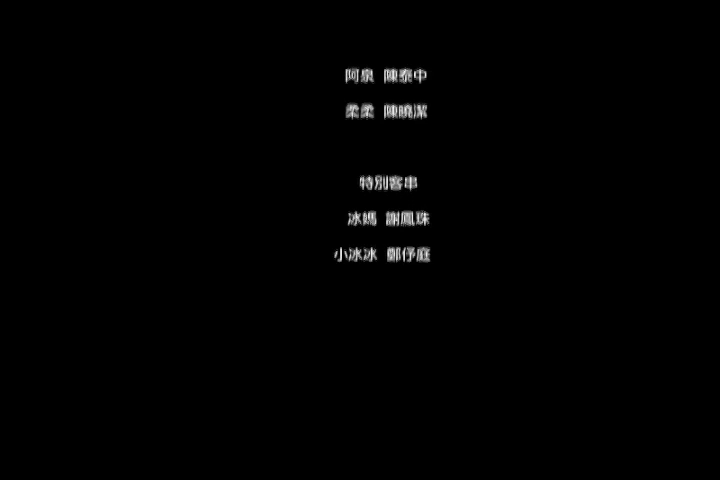 阿泉 陳泰中
柔柔 陳曉潔
特別客串
冰媽 謝鳳珠
小冰冰 鄭伃庭